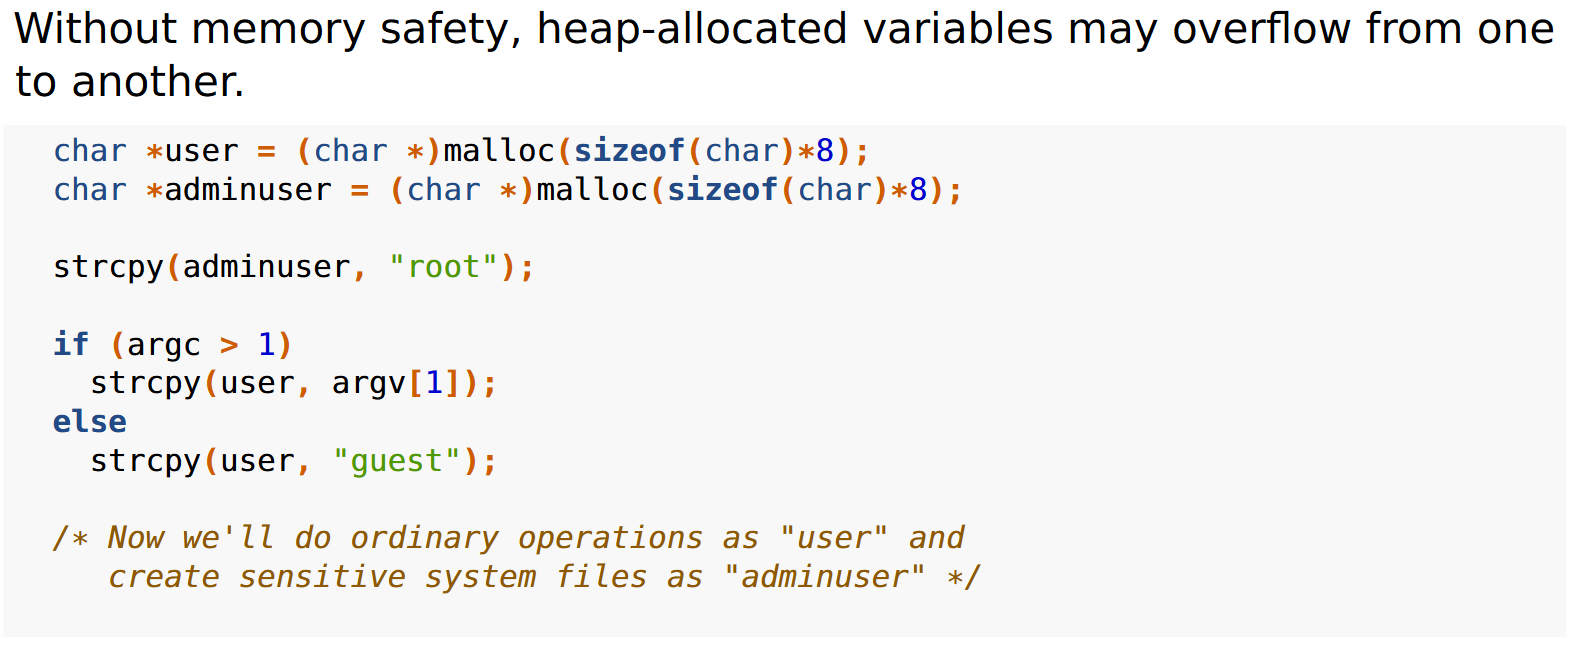 Without memory safety, heap-allocated variables may overflow from one
to another.
char *user = (char *)malloc(sizeof(char)*8);
char *adminuser = (char *)malloc(sizeof(char)*8);
strcpy(adminuser, "root");
if (argc > 1)
  strcpy(user, argv[1]);
else
  strcpy(user, "guest");
/* Now we'll do ordinary operations as "user" and
   create sensitive system files as "adminuser" */